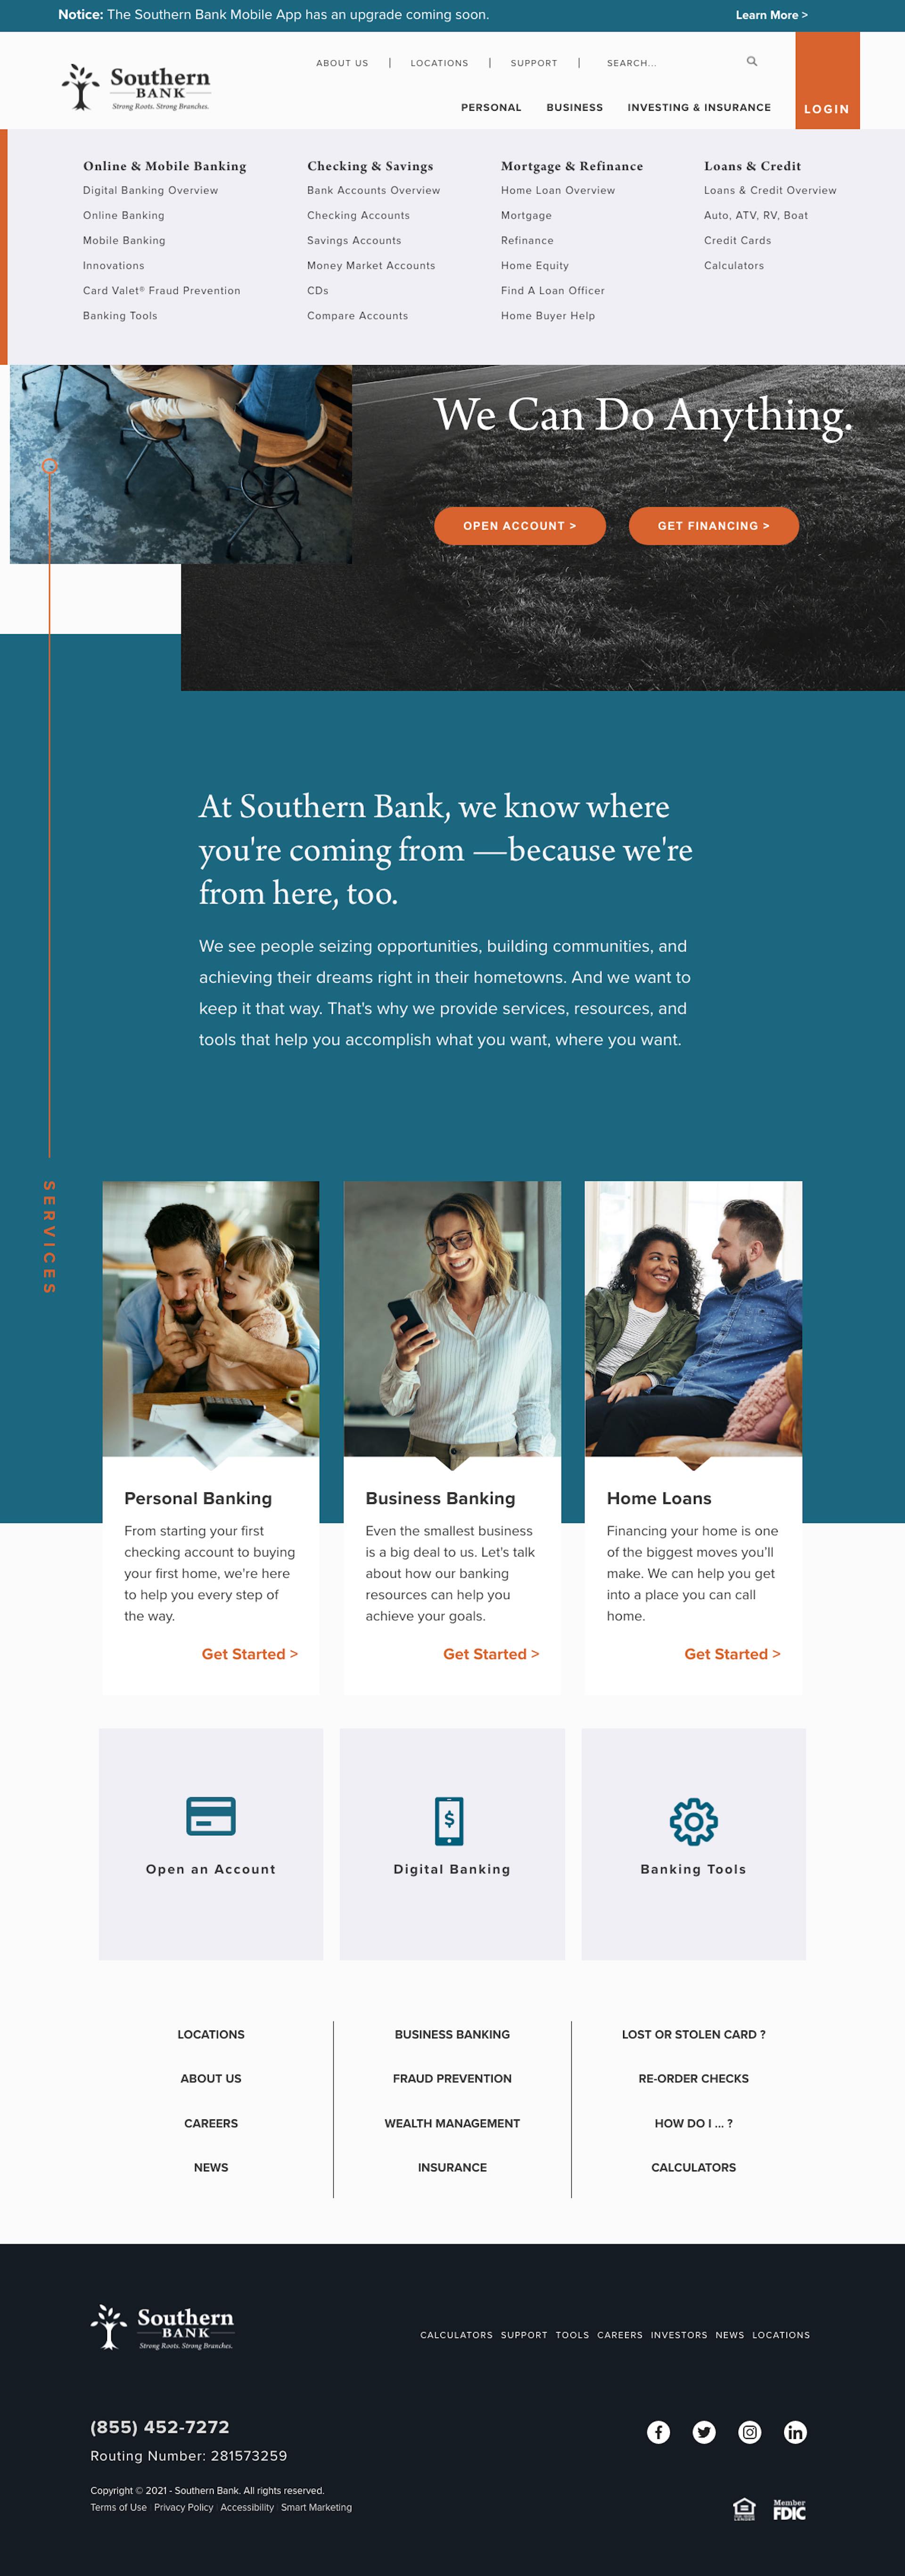 Notice: The Southern Bank Mobile App has an upgrade coming soon.
Learn More >
Southern
BANK
Strong Roots. Strong Branches.
ABOUT US | LOCATIONS | SUPPORT | SEARCH...
PERSONAL BUSINESS INVESTING & INSURANCE
LOGIN
Online & Mobile Banking
Digital Banking Overview
Online Banking
Mobile Banking
Innovations
Card Valet® Fraud Prevention
Banking Tools
Checking & Savings
Bank Accounts Overview
Checking Accounts
Savings Accounts
Money Market Accounts
CDs
Compare Accounts
Mortgage & Refinance
Home Loan Overview
Mortgage
Refinance
Home Equity
Find A Loan Officer
Home Buyer Help
Loans & Credit
Loans & Credit Overview
Auto, ATV, RV, Boat
Credit Cards
Calculators
We Can Do Anything.
OPEN ACCOUNT >
GET FINANCING >
At Southern Bank, we know where
you're coming from —because we're
from here, too.
We see people seizing opportunities, building communities, and
achieving their dreams right in their hometowns. And we want to
keep it that way. That's why we provide services, resources, and
tools that help you accomplish what you want, where you want.
SERVICES
Personal Banking
From starting your first
checking account to buying
your first home, we're here
to help you every step of
the way.
Get Started >
Business Banking
Even the smallest business
is a big deal to us. Let's talk
about how our banking
resources can help you
achieve your goals.
Get Started >
Home Loans
Financing your home is one
of the biggest moves you'll
make. We can help you get
into a place you can call
home.
Get Started >
$
Open an Account
Digital Banking
Banking Tools
LOCATIONS
ABOUT US
CAREERS
NEWS
BUSINESS BANKING
FRAUD PREVENTION
WEALTH MANAGEMENT
INSURANCE
LOST OR STOLEN CARD ?
RE-ORDER CHECKS
HOW DO I ... ?
CALCULATORS
Southern
BANK
Strong Roots. Strong Branches.
CALCULATORS SUPPORT TOOLS CAREERS INVESTORS NEWS LOCATIONS
(855) 452-7272
Routing Number: 281573259
Copyright © 2021 - Southern Bank. All rights reserved.
Terms of Use Privacy Policy Accessibility Smart Marketing
Member
FDIC